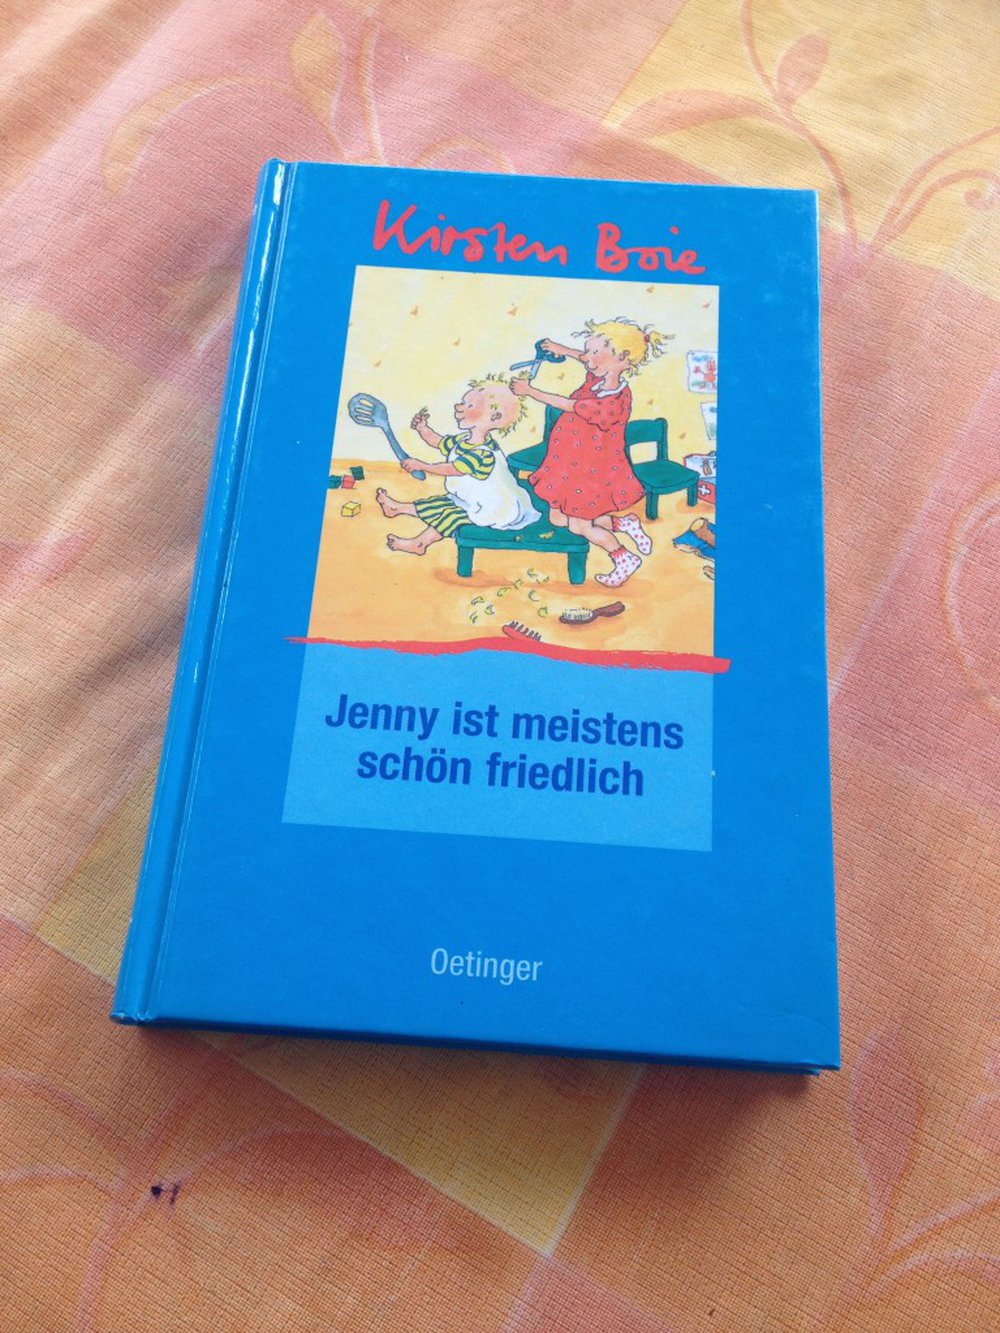 Kirsten Boie
Jenny ist meistens
schön friedlich
Oetinger